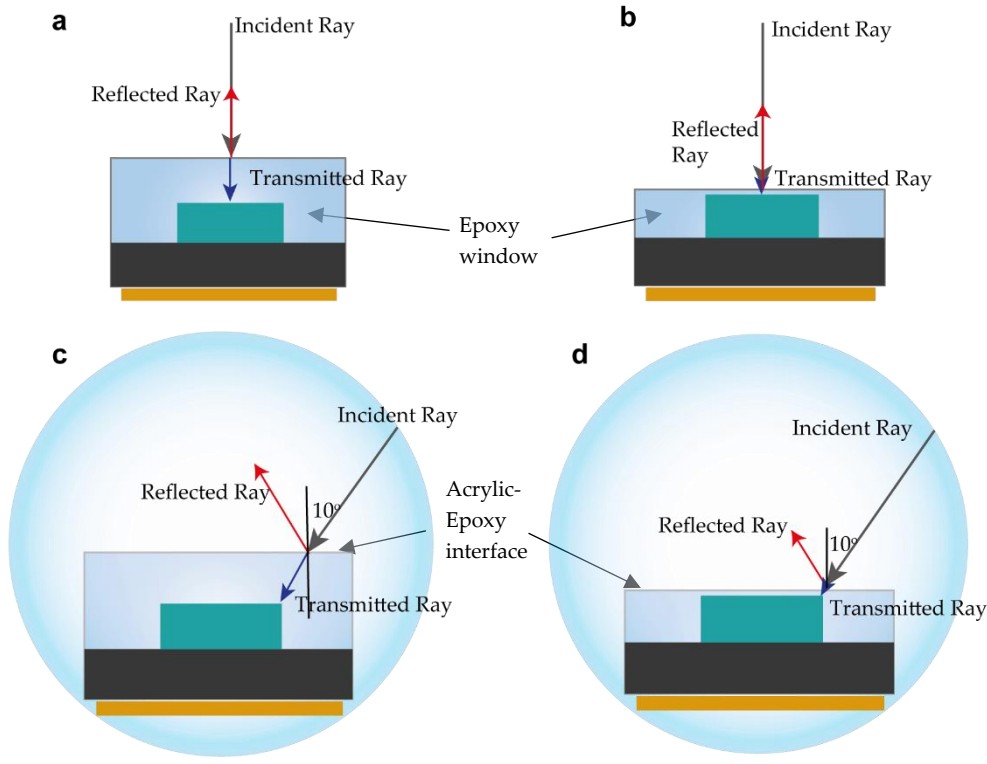 a
Incident Ray
Reflected Ray
Transmitted Ray
b
Incident Ray
Reflected
Ray
Transmitted Ray
Epoxy
window
c
Incident Ray
Reflected Ray
10°
Transmitted Ray
Acrylic-
Epoxy
interface
d
Incident Ray
Reflected Ray
10°
Transmitted Ray